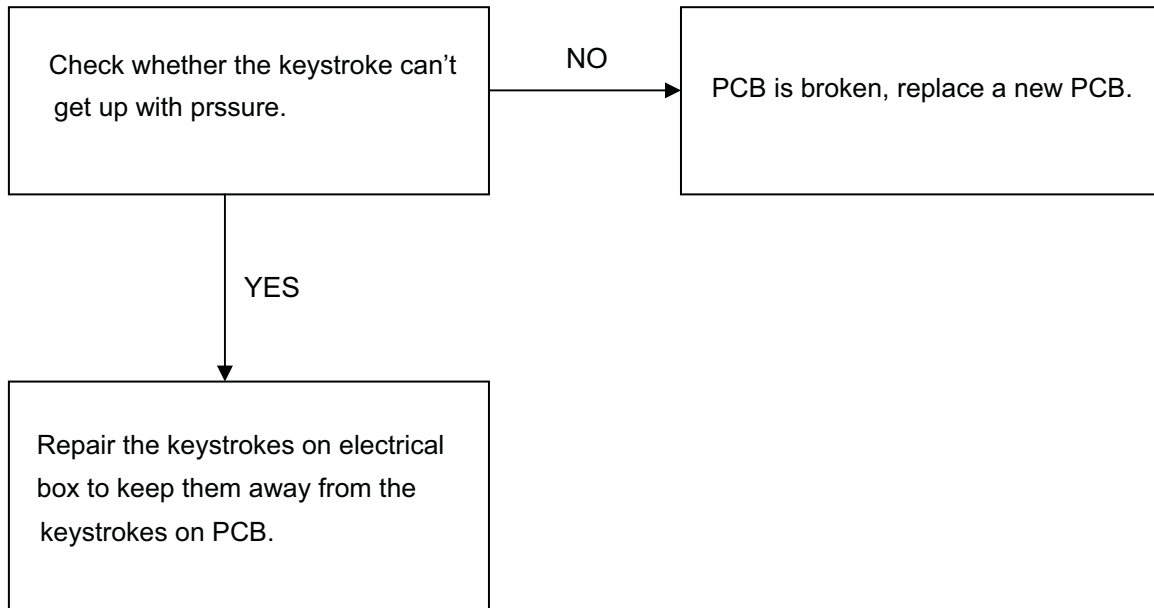 Check whether the keystroke can't
get up with prssure.
NO
PCB is broken, replace a new PCB.
YES
Repair the keystrokes on electrical
box to keep them away from the
keystrokes on PCB.